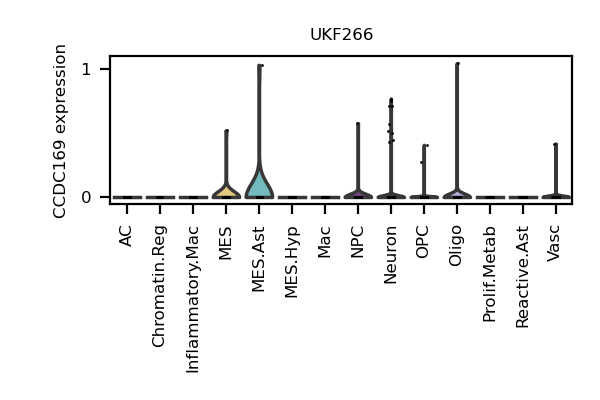 UKF266
CCDC169 expression
1
0
AC
Chromatin.Reg
Inflammatory.Mac
MES
MES.Ast
MES.Hyp
Mac
NPC
Neuron
OPC
Oligo
Prolif.Metab
Reactive.Ast
Vasc